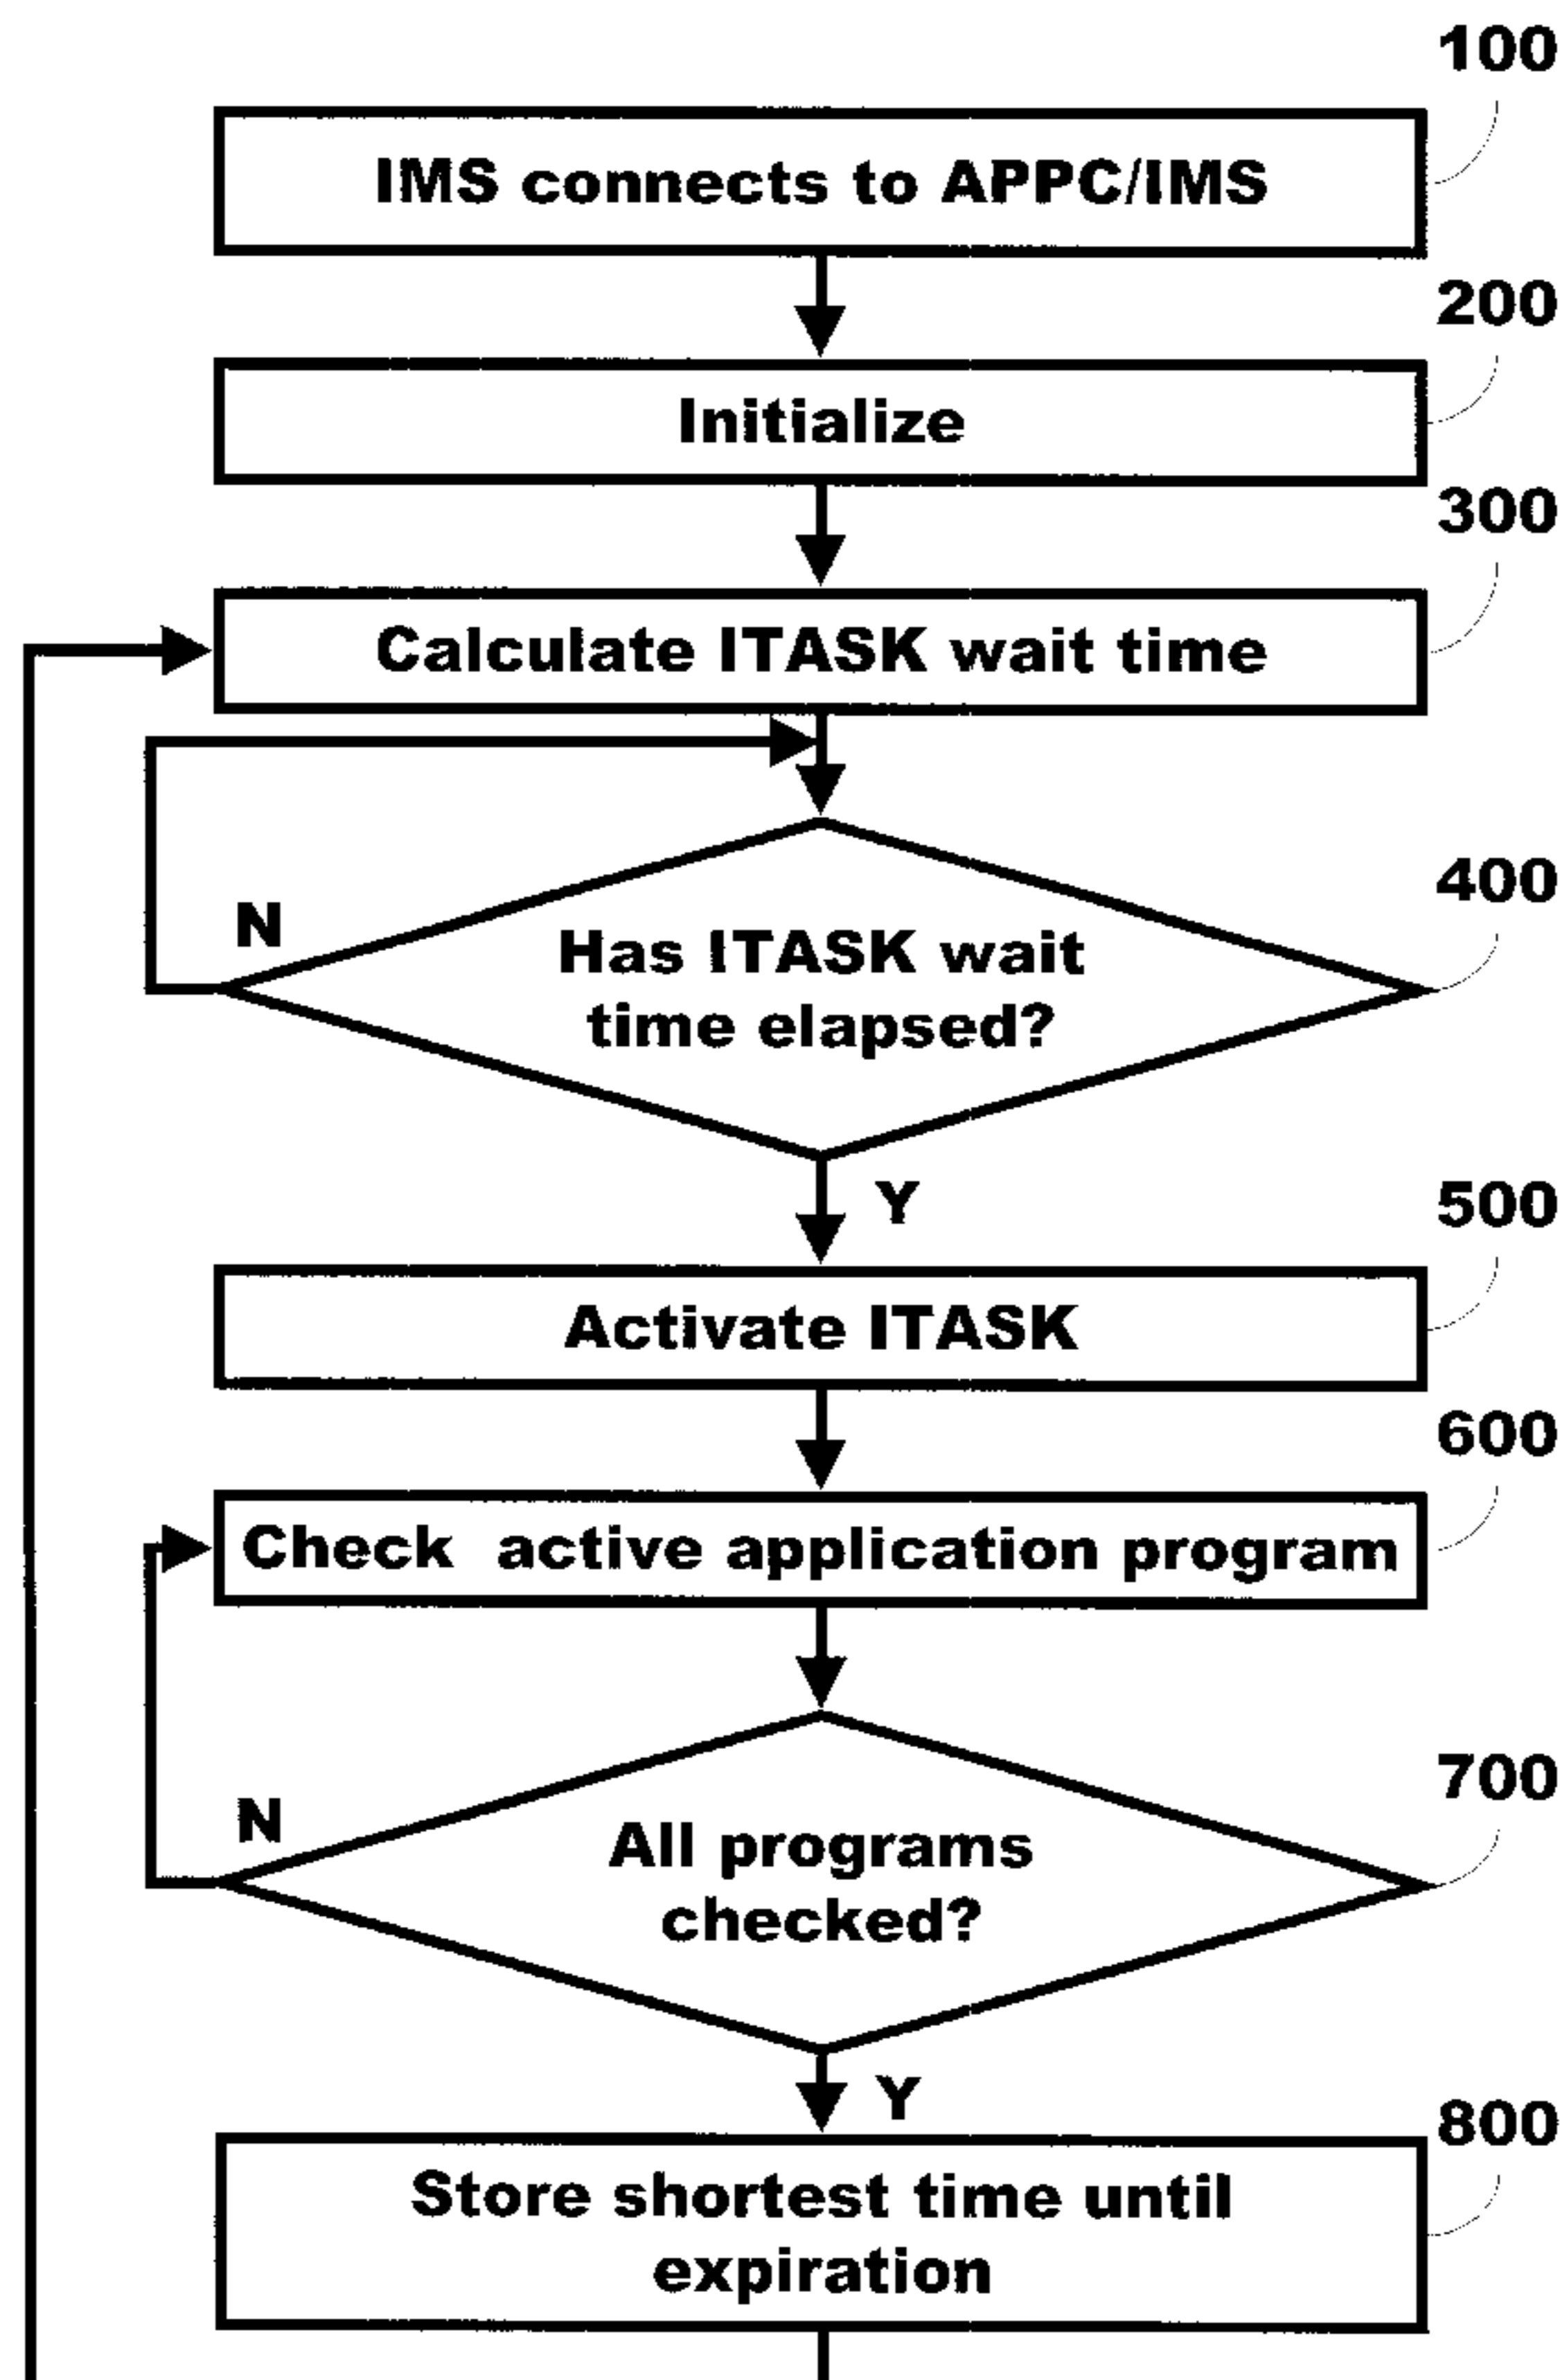 100
IMS connects to APPC/IMS
200
Initialize
300
Calculate ITASK wait time
400
N
Has ITASK wait
time elapsed?
Y
500
Activate ITASK
600
Check active application program
700
N
All programs
checked?
Y
800
Store shortest time until
expiration